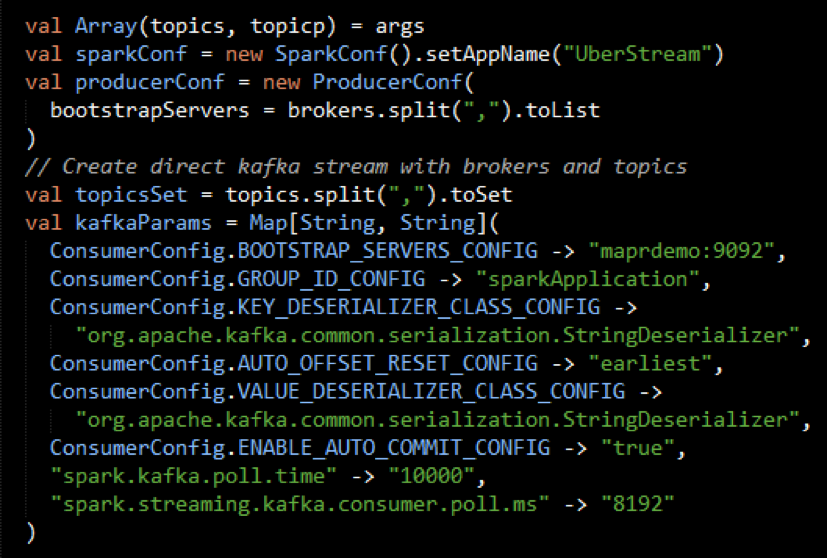 val Array(topics, topicp) = args
val sparkConf = new SparkConf().setAppName("UberStream")
val producerConf = new ProducerConf(
  bootstrapServers = brokers.split(",").toList
)
// Create direct kafka stream with brokers and topics
val topicsSet = topics.split(",").toSet
val kafkaParams = Map[String, String](
  ConsumerConfig.BOOTSTRAP_SERVERS_CONFIG -> "maprdemo:9092",
  ConsumerConfig.GROUP_ID_CONFIG -> "sparkApplication",
  ConsumerConfig.KEY_DESERIALIZER_CLASS_CONFIG ->
    "org.apache.kafka.common.serialization.StringDeserializer",
  ConsumerConfig.AUTO_OFFSET_RESET_CONFIG -> "earliest",
  ConsumerConfig.VALUE_DESERIALIZER_CLASS_CONFIG ->
    "org.apache.kafka.common.serialization.StringDeserializer",
  ConsumerConfig.ENABLE_AUTO_COMMIT_CONFIG -> "true",
  "spark.kafka.poll.time" -> "10000",
  "spark.streaming.kafka.consumer.poll.ms" -> "8192"
)